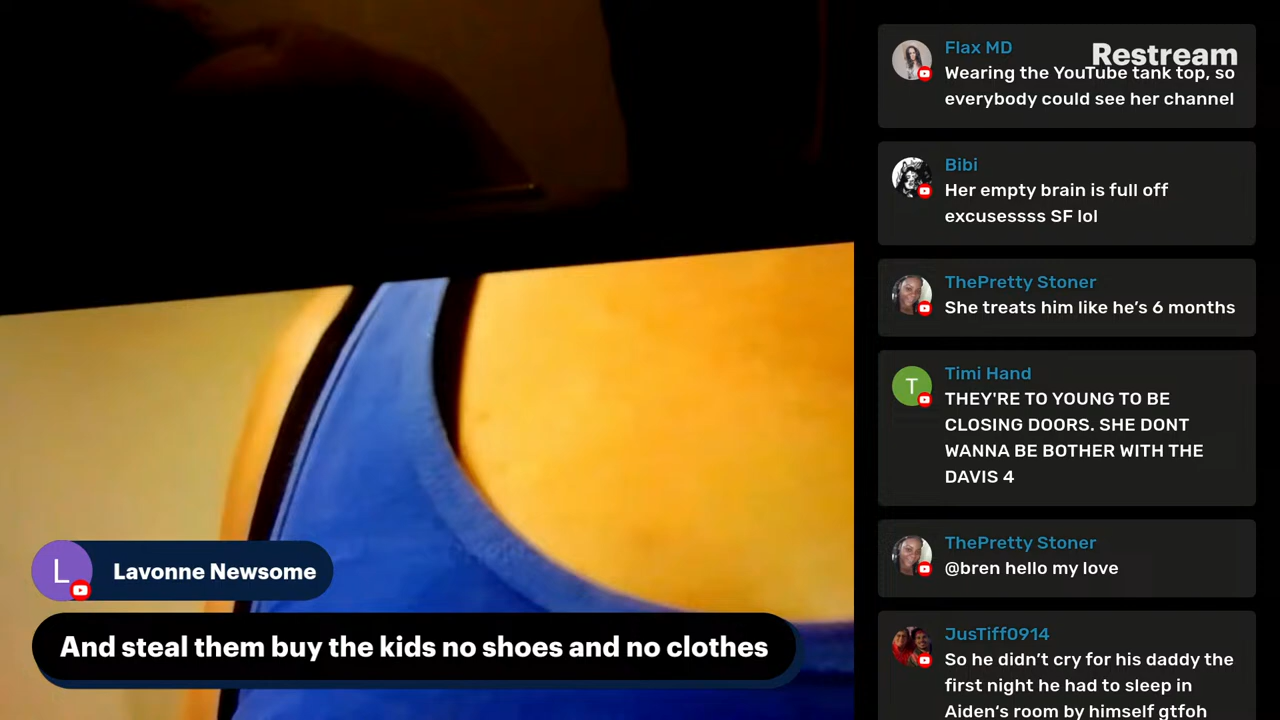 Restream
Flax MD
Wearing the YouTube tank top, so
everybody could see her channel
Bibi
Her empty brain is full off
excusessss SF lol
ThePretty Stoner
She treats him like he’s 6 months
T
Timi Hand
THEY'RE TO YOUNG TO BE
CLOSING DOORS. SHE DONT
WANNA BE BOTHER WITH THE
DAVIS 4
ThePretty Stoner
@bren hello my love
JusTiff0914
So he didn’t cry for his daddy the
first night he had to sleep in
Aiden‘s room by himself gtfoh
L
Lavonne Newsome
And steal them buy the kids no shoes and no clothes